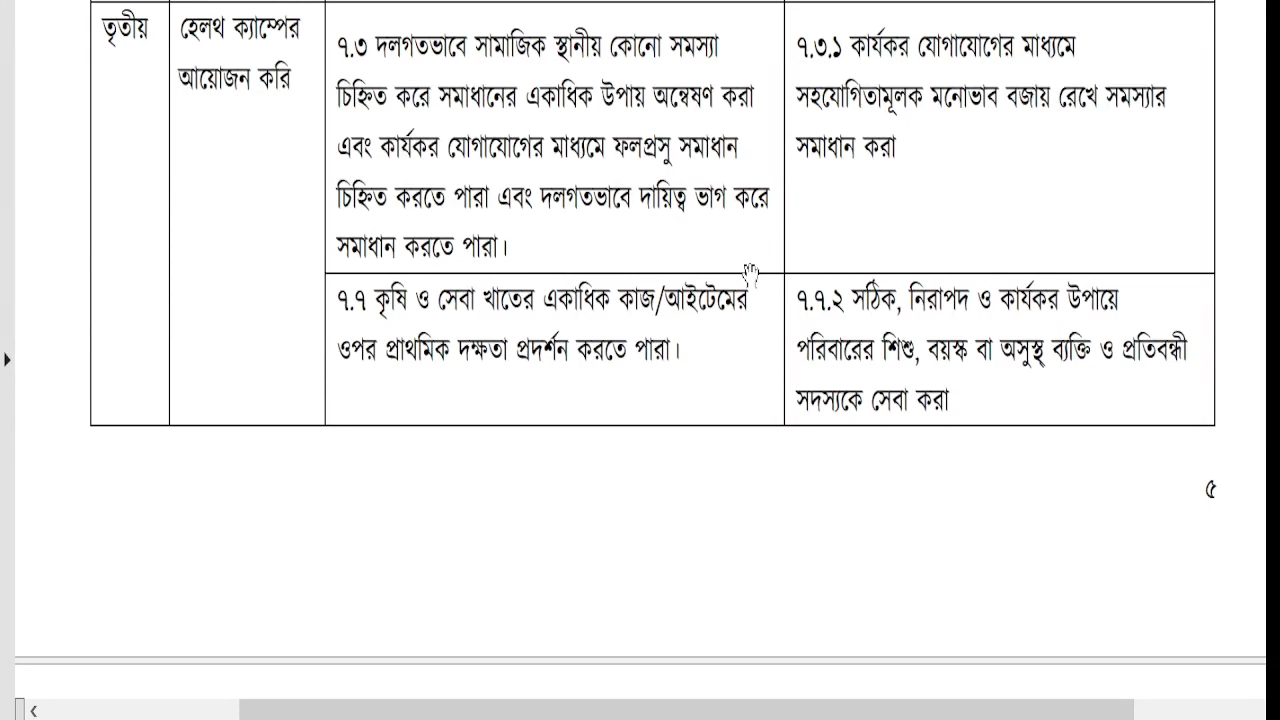 তৃতীয়
হেলথ ক্যাম্পের
আয়োজন করি
৭.৩ দলগতভাবে সামাজিক স্থানীয় কোনো সমস্যা
চিহ্নিত করে সমাধানের একাধিক উপায় অন্বেষণ করা
এবং কার্যকর যোগাযোগের মাধ্যমে ফলপ্রসু সমাধান
চিহ্নিত করতে পারা এবং দলগতভাবে দায়িত্ব ভাগ করে
সমাধান করতে পারা।
৭.৩.১ কার্যকর যোগাযোগের মাধ্যমে
সহযোগিতামূলক মনোভাব বজায় রেখে সমস্যার
সমাধান করা
৭.৭ কৃষি ও সেবা খাতের একাধিক কাজ/আইটেমের
ওপর প্রাথমিক দক্ষতা প্রদর্শন করতে পারা।
৭.৭.২ সঠিক, নিরাপদ ও কার্যকর উপায়ে
পরিবারের শিশু, বয়স্ক বা অসুস্থ ব্যক্তি ও প্রতিবন্ধী
সদস্যকে সেবা করা
৫